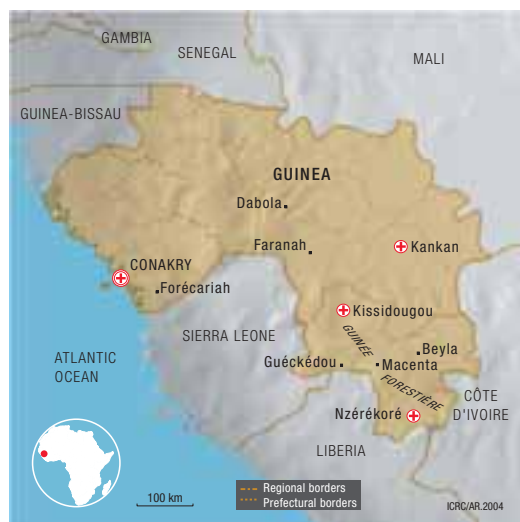 GAMBIA
SENEGAL
MALI
GUINEA-BISSAU
GUINEA
Dabola
Faranah
Kankan
CONAKRY
Forécariah
Kissidougou
SIERRA LEONE
GUINÉE
FORESTIÈRE
Beyla
Guéckédou
Macenta
ATLANTIC
OCEAN
CÔTE
D'IVOIRE
Nzérékoré
LIBERIA
Regional borders
Prefectural borders
100 km
ICRC/AR.2004